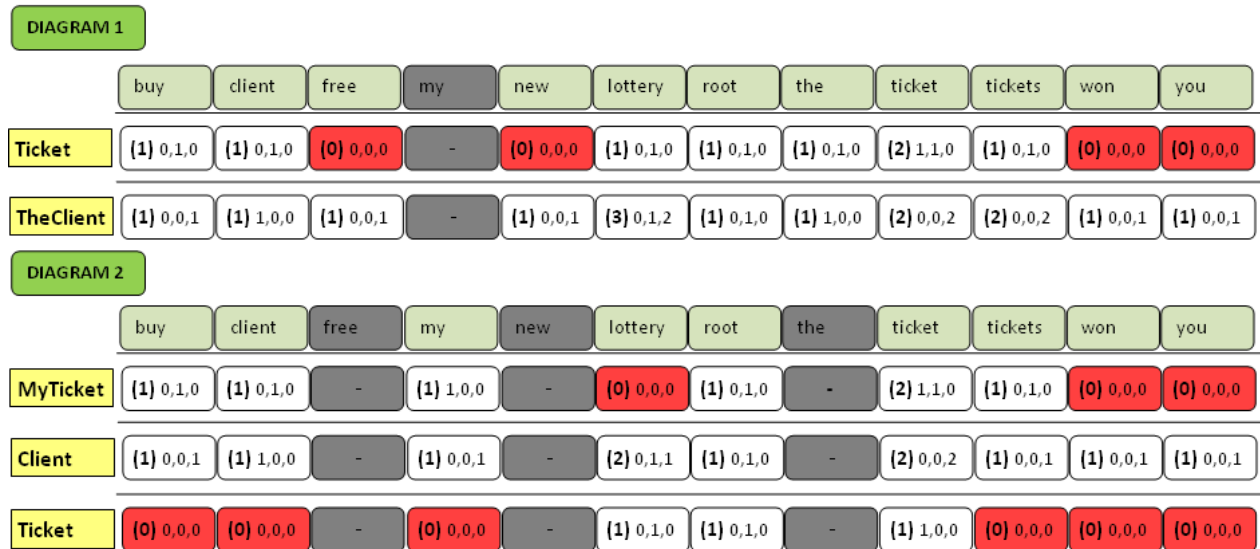 DIAGRAM 1
buy client free my new lottery root the ticket tickets won you
Ticket (1) 0,1,0 (1) 0,1,0 (0) 0,0,0 - (0) 0,0,0 (1) 0,1,0 (1) 0,1,0 (1) 0,1,0 (2) 1,1,0 (1) 0,1,0 (0) 0,0,0 (0) 0,0,0
TheClient (1) 0,0,1 (1) 1,0,0 (1) 0,0,1 - (1) 0,0,1 (3) 0,1,2 (1) 0,1,0 (1) 1,0,0 (2) 0,0,2 (2) 0,0,2 (1) 0,0,1 (1) 0,0,1
DIAGRAM 2
buy client free my new lottery root the ticket tickets won you
MyTicket (1) 0,1,0 (1) 0,1,0 - (1) 1,0,0 - (0) 0,0,0 (1) 0,1,0 - (2) 1,1,0 (1) 0,1,0 (0) 0,0,0 (0) 0,0,0
Client (1) 0,0,1 (1) 1,0,0 - (1) 0,0,1 - (2) 0,1,1 (1) 0,1,0 - (2) 0,0,2 (1) 0,0,1 (1) 0,0,1 (1) 0,0,1
Ticket (0) 0,0,0 (0) 0,0,0 - (0) 0,0,0 - (1) 0,1,0 (1) 0,1,0 - (1) 1,0,0 (0) 0,0,0 (0) 0,0,0 (0) 0,0,0